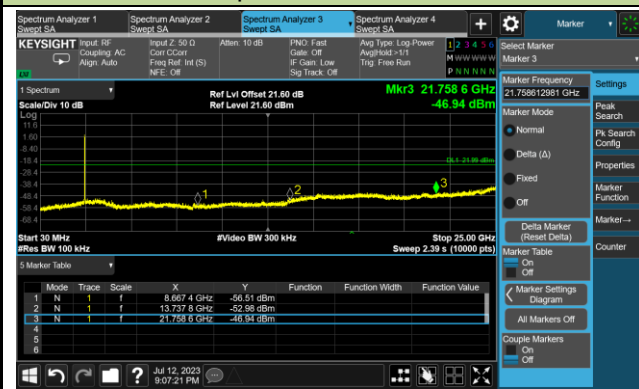 Spectrum Analyzer 1
Swept SA
Spectrum Analyzer 2
Swept SA
Spectrum Analyzer 3
Swept SA
Spectrum Analyzer 4
Swept SA
+
Marker
KEYSIGHT
Input: RF
Coupling: AC
Align: Auto
Input Z: 50 Ω
Corr CCorr
Freq Ref: Int (S)
NFE: Off
Atten: 10 dB
PNO: Fast
Gate: Off
IF Gain: Low
Sig Track: Off
Avg Type: Log-Power
Avg|Hold:>1/1
Trig: Free Run
1 2 3 4 5 6
M W W W W W
P N N N N N
Select Marker
Marker 3
1 Spectrum
Scale/Div 10 dB
Ref Lvl Offset 21.60 dB
Ref Level 21.60 dBm
Mkr3 21.758 6 GHz
-46.94 dBm
Log
11.6
1.60
-8.40
-18.4
-28.4
-38.4
-48.4
-58.4
-68.4
DL1 -21.99 dBm
1
2
3
Start 30 MHz
#Res BW 100 kHz
#Video BW 300 kHz
Stop 25.00 GHz
Sweep 2.39 s (10000 pts)
5 Marker Table
Mode Trace Scale X Y Function Function Width Function Value
1 N 1 f 8.667 4 GHz -56.51 dBm
2 N 1 f 13.737 8 GHz -52.98 dBm
3 N 1 f 21.758 6 GHz -46.94 dBm
4
5
6
Marker Frequency
21.758612981 GHz
Marker Mode
Normal
Delta (Δ)
Fixed
Off
Delta Marker
(Reset Delta)
Marker Table
On
Off
Marker Settings
Diagram
All Markers Off
Couple Markers
On
Off
Settings
Peak
Search
Pk Search
Config
Properties
Marker
Function
Marker→
Counter
?
Jul 12, 2023
9:07:21 PM